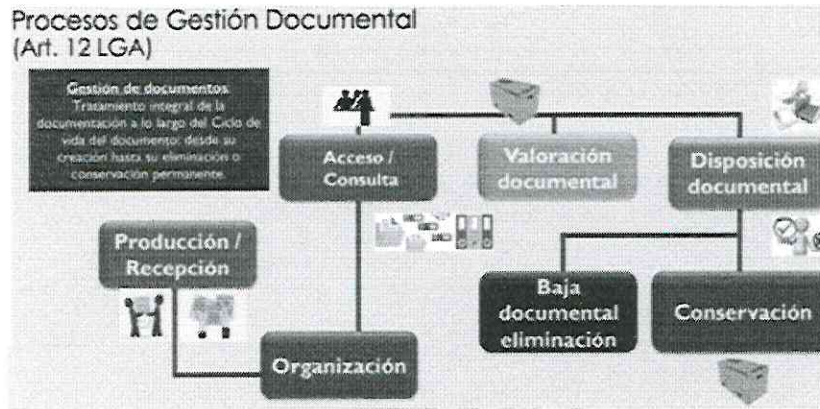 Procesos de Gestión Documental
(Art. 12 LGA)
Gestión de documentos
Tratamiento integral de la
documentación a lo largo del Ciclo de
vida del documento: desde su
creación hasta su eliminación o
conservación permanente.
Acceso /
Consulta
Valoración
documental
Disposición
documental
Producción /
Recepción
Baja
documental
eliminación
Conservación
Organización